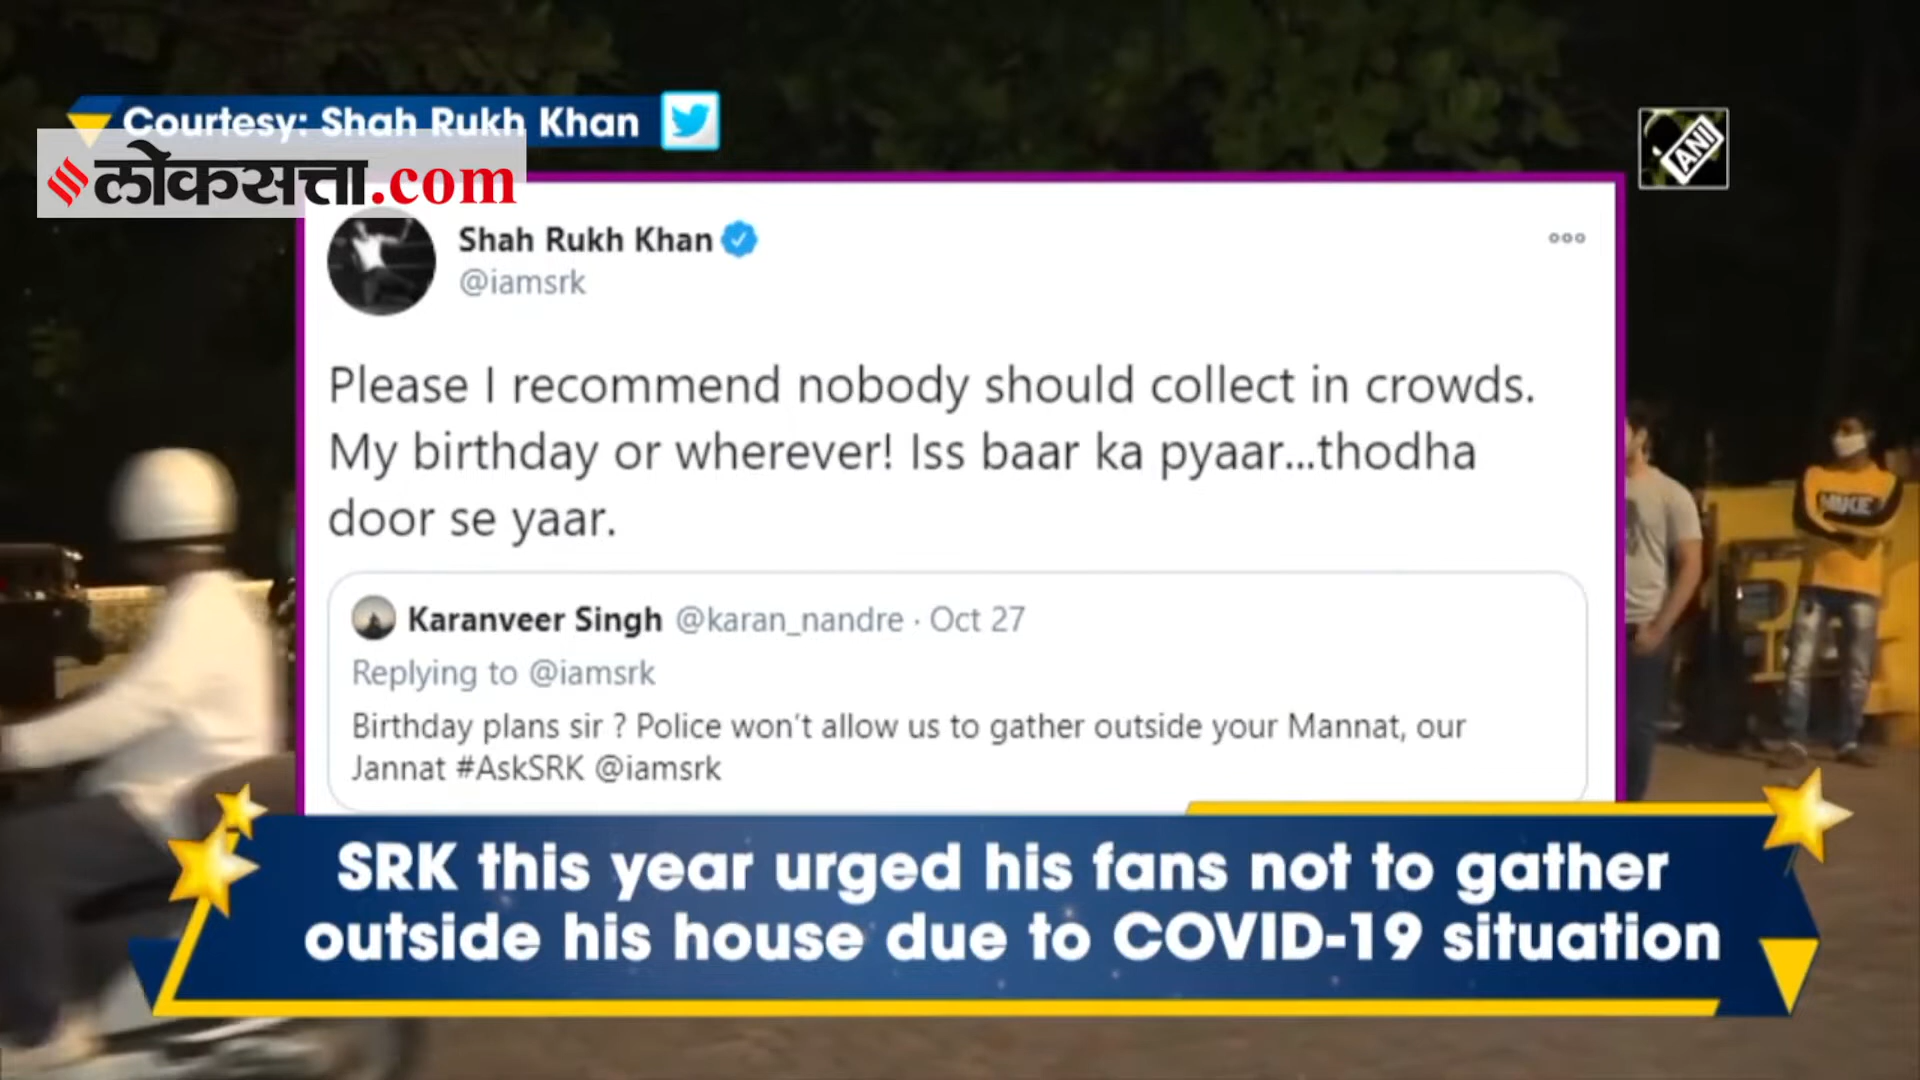 Courtesy: Shah Rukh Khan
लोकसत्ता.com
ANI
Shah Rukh Khan
@iamsrk
Please I recommend nobody should collect in crowds.
My birthday or wherever! Iss baar ka pyaar...thodha
door se yaar.
Karanveer Singh @karan_nandre · Oct 27
Replying to @iamsrk
Birthday plans sir ? Police won't allow us to gather outside your Mannat, our
Jannat #AskSRK @iamsrk
SRK this year urged his fans not to gather
outside his house due to COVID-19 situation